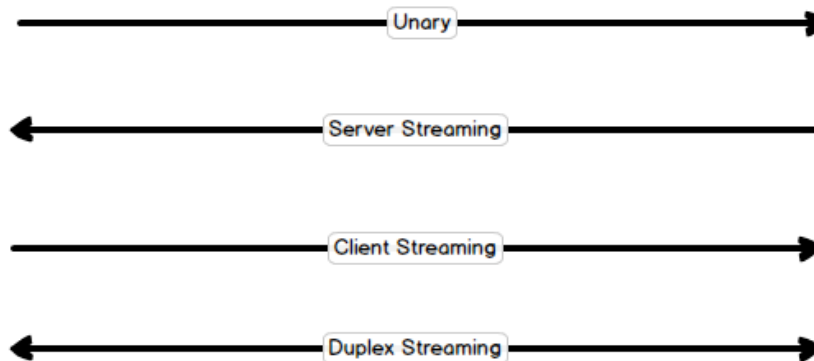 Unary
Server Streaming
Client Streaming
Duplex Streaming